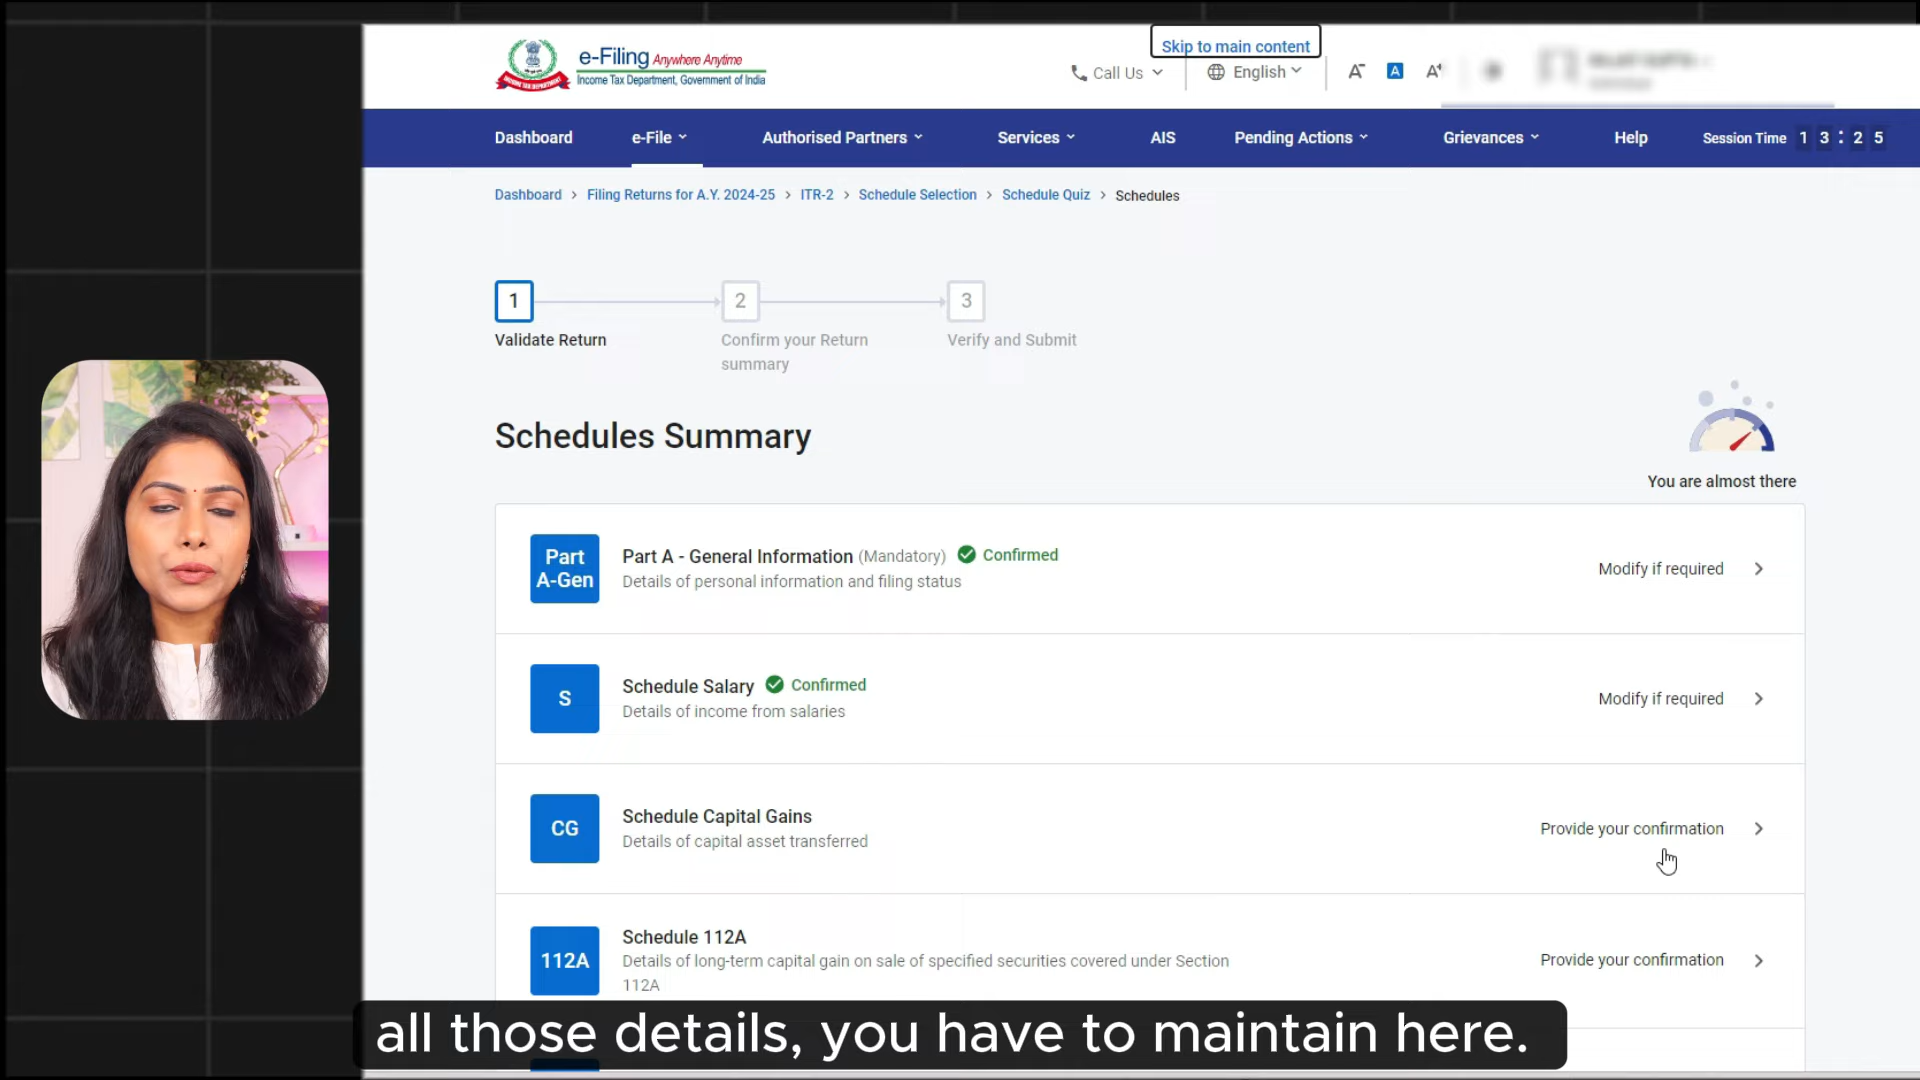 Skip to main content
e-Filing Anywhere Anytime
Income Tax Department, Government of India
Call Us
English
A- A A+
Dashboard e-File Authorised Partners Services AIS Pending Actions Grievances Help Session Time 1 3 : 2 5
Dashboard > Filing Returns for A.Y. 2024-25 > ITR-2 > Schedule Selection > Schedule Quiz > Schedules
1 2 3
Validate Return
Confirm your Return
summary
Verify and Submit
Schedules Summary
You are almost there
Part
A-Gen
Part A - General Information (Mandatory) Confirmed
Details of personal information and filing status
Modify if required
S
Schedule Salary Confirmed
Details of income from salaries
Modify if required
CG
Schedule Capital Gains
Details of capital asset transferred
Provide your confirmation
112A
Schedule 112A
Details of long-term capital gain on sale of specified securities covered under Section
112A
Provide your confirmation
all those details, you have to maintain here.